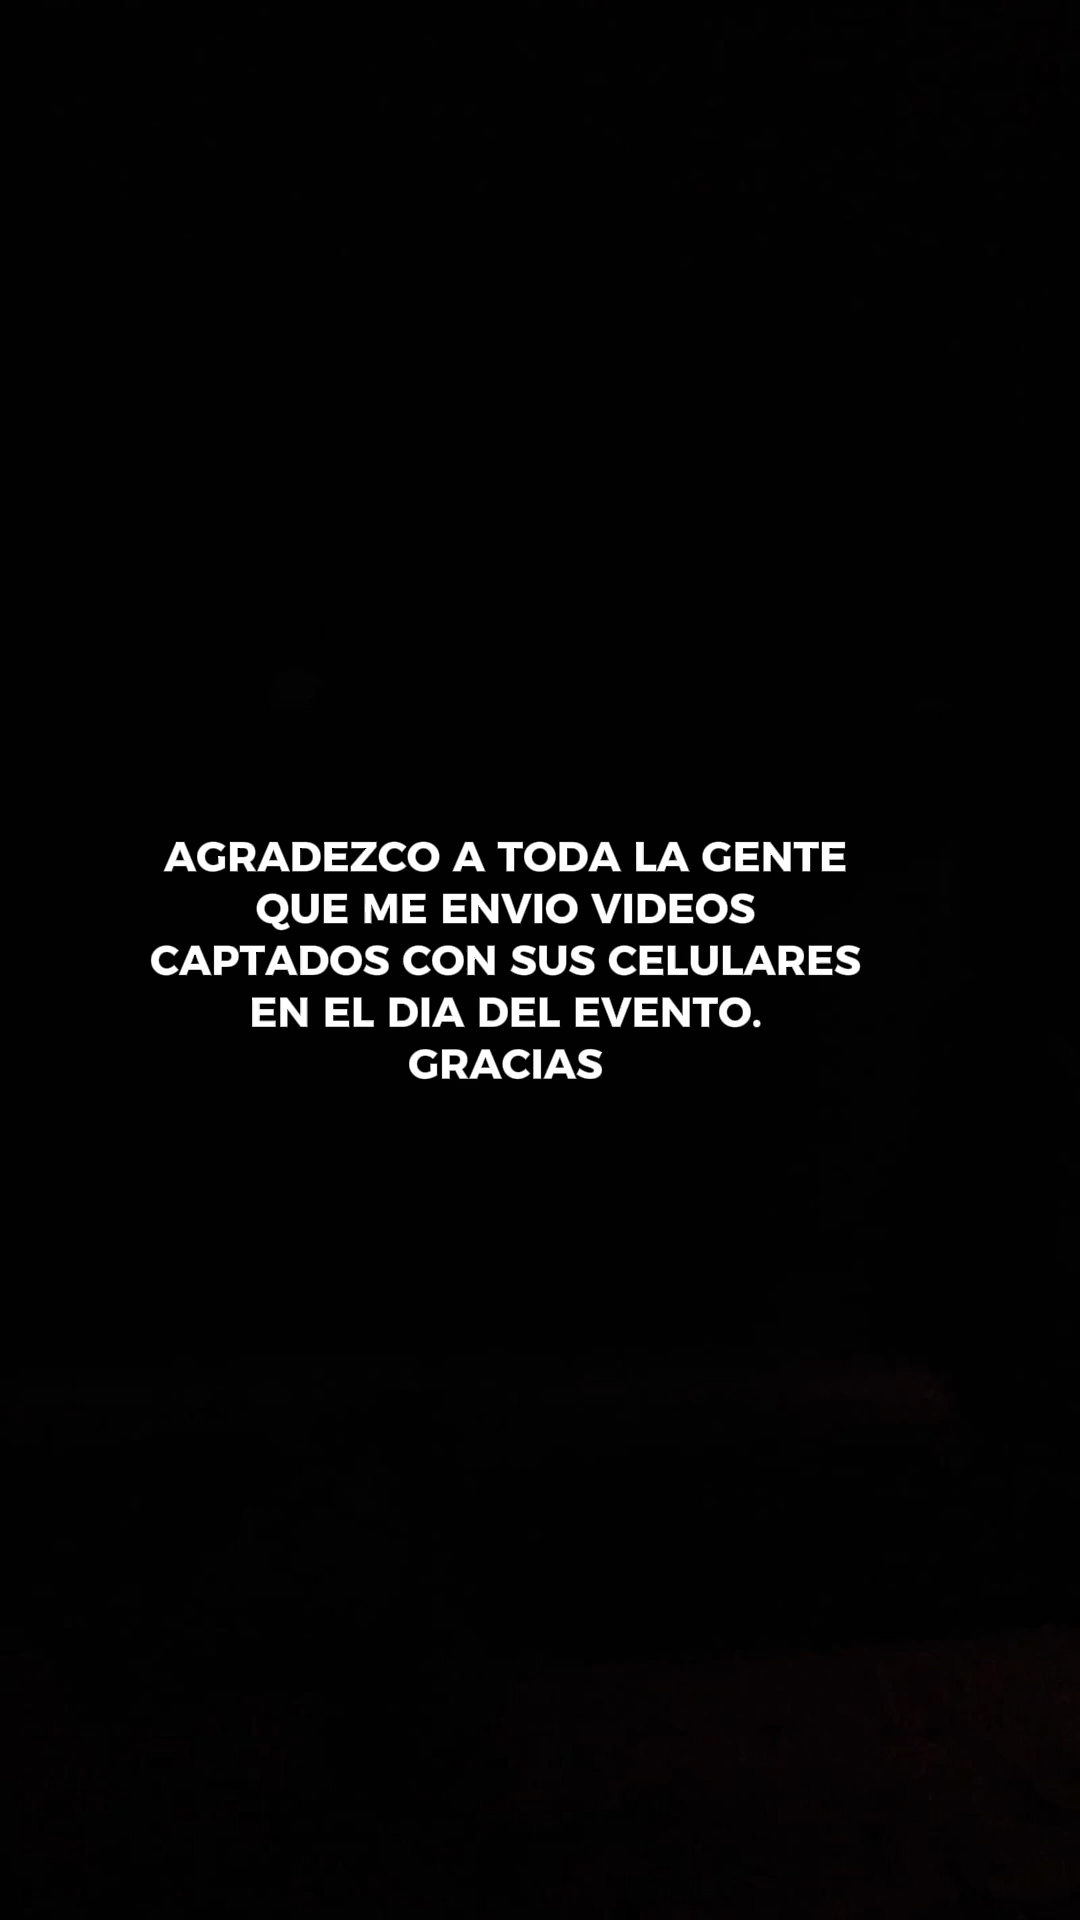 AGRADEZCO A TODA LA GENTE
QUE ME ENVIO VIDEOS
CAPTADOS CON SUS CELULARES
EN EL DIA DEL EVENTO.
GRACIAS